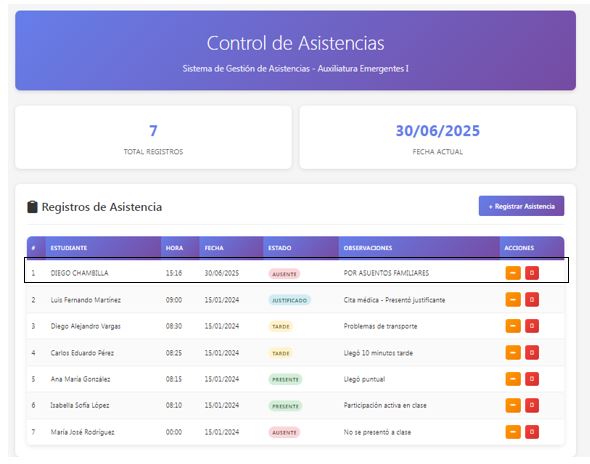 Control de Asistencias
Sistema de Gestión de Asistencias - Auxiliatura Emergentes I
7
TOTAL REGISTROS
30/06/2025
FECHA ACTUAL
Registros de Asistencia
+ Registrar Asistencia
# ESTUDIANTE HORA FECHA ESTADO OBSERVACIONES ACCIONES
1 DIEGO CHAMBILLA 15:16 30/06/2025 AUSENTE POR ASUENTOS FAMILIARES
2 Luis Fernando Martínez 09:00 15/01/2024 JUSTIFICADO Cita médica - Presentó justificante
3 Diego Alejandro Vargas 08:30 15/01/2024 TARDE Problemas de transporte
4 Carlos Eduardo Pérez 08:25 15/01/2024 TARDE Llegó 10 minutos tarde
5 Ana María González 08:15 15/01/2024 PRESENTE Llegó puntual
6 Isabella Sofía López 08:10 15/01/2024 PRESENTE Participación activa en clase
7 María José Rodríguez 00:00 15/01/2024 AUSENTE No se presentó a clase